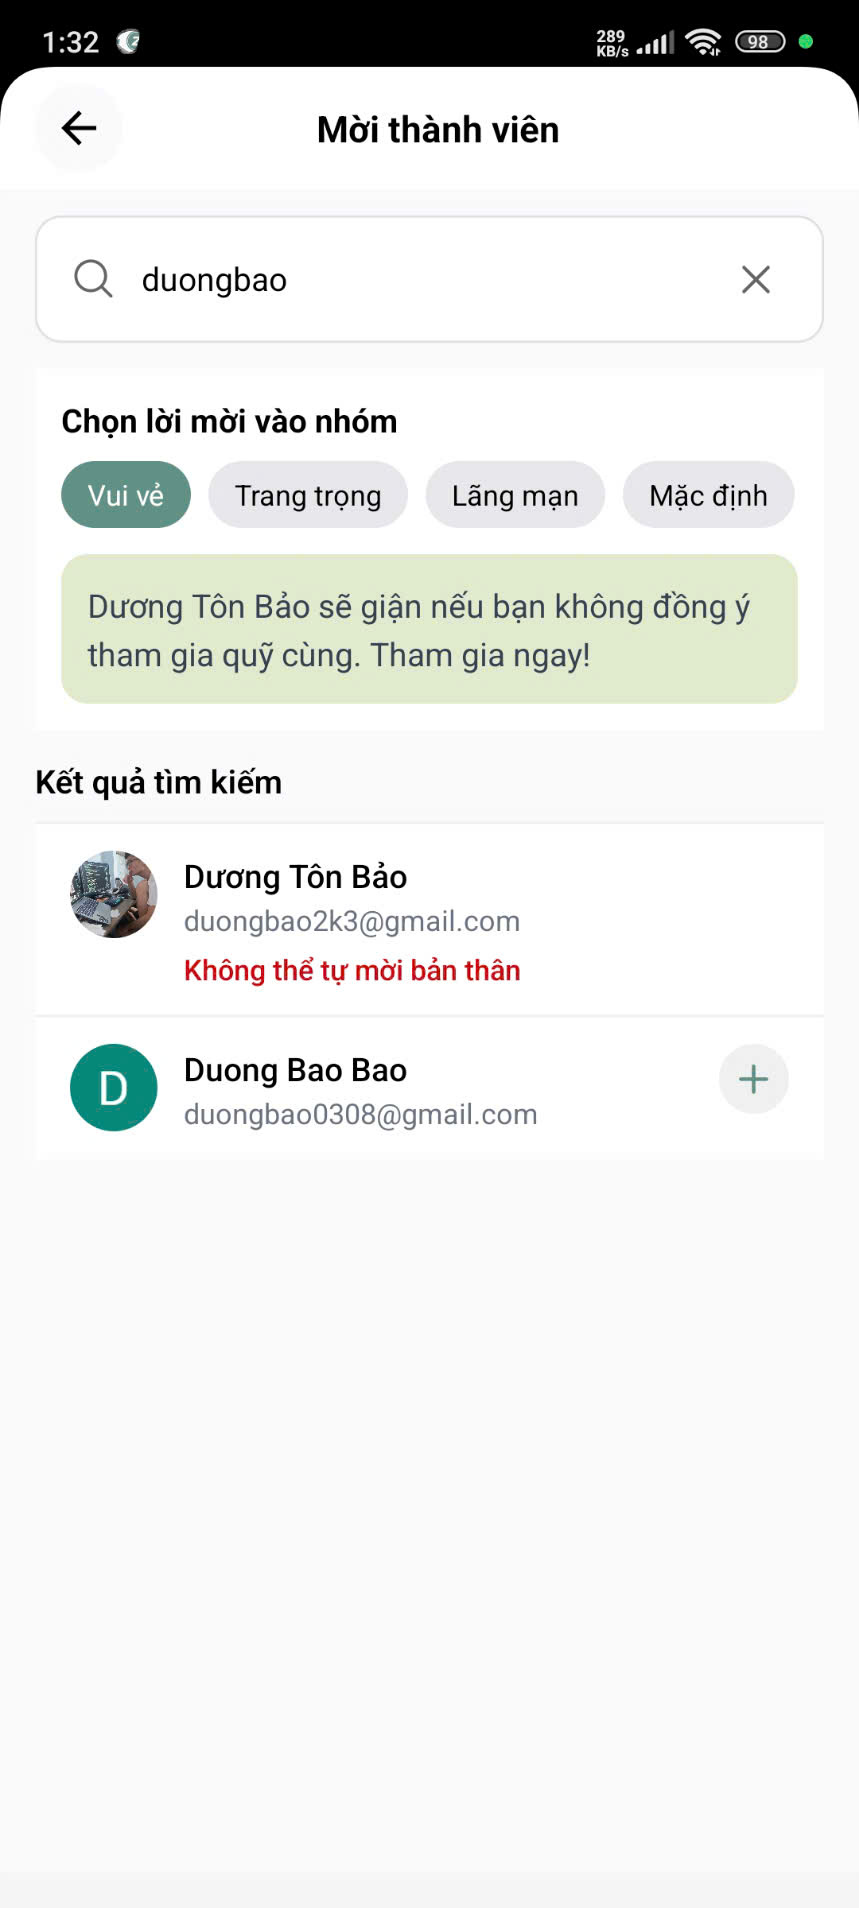 1:32
289
KB/s
98
Mời thành viên
duongbao
Chọn lời mời vào nhóm
Vui vẻ
Trang trọng
Lãng mạn
Mặc định
Dương Tôn Bảo sẽ giận nếu bạn không đồng ý
tham gia quỹ cùng. Tham gia ngay!
Kết quả tìm kiếm
Dương Tôn Bảo
duongbao2k3@gmail.com
Không thể tự mời bản thân
D
Duong Bao Bao
duongbao0308@gmail.com